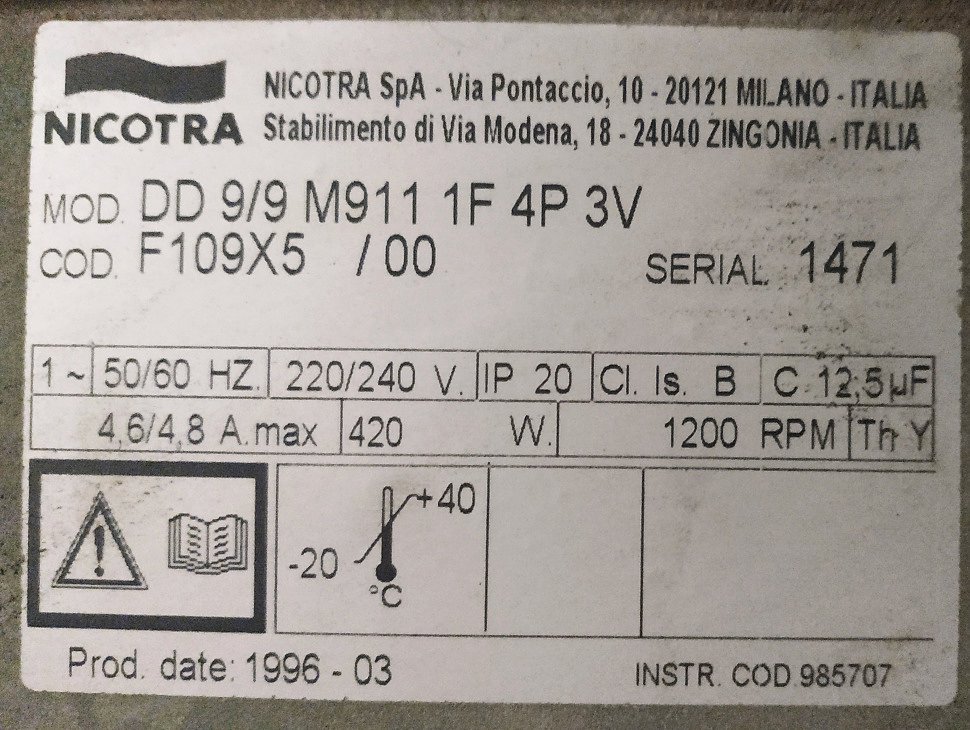 NICOTRA
NICOTRA SpA - Via Pontaccio, 10 - 20121 MILANO - ITALIA
Stabilimento di Via Modena, 18 - 24040 ZINGONIA - ITALIA
MOD. DD 9/9 M911 1F 4P 3V
COD. F109X5 /00
SERIAL. 1471
1~ 50/60 HZ. 220/240 V. IP 20 Cl. Is. B C 12,5µF
4,6/4,8 A.max 420 W. 1200 RPM Th Y
+40
-20
°C
Prod. date: 1996 - 03
INSTR. COD 985707